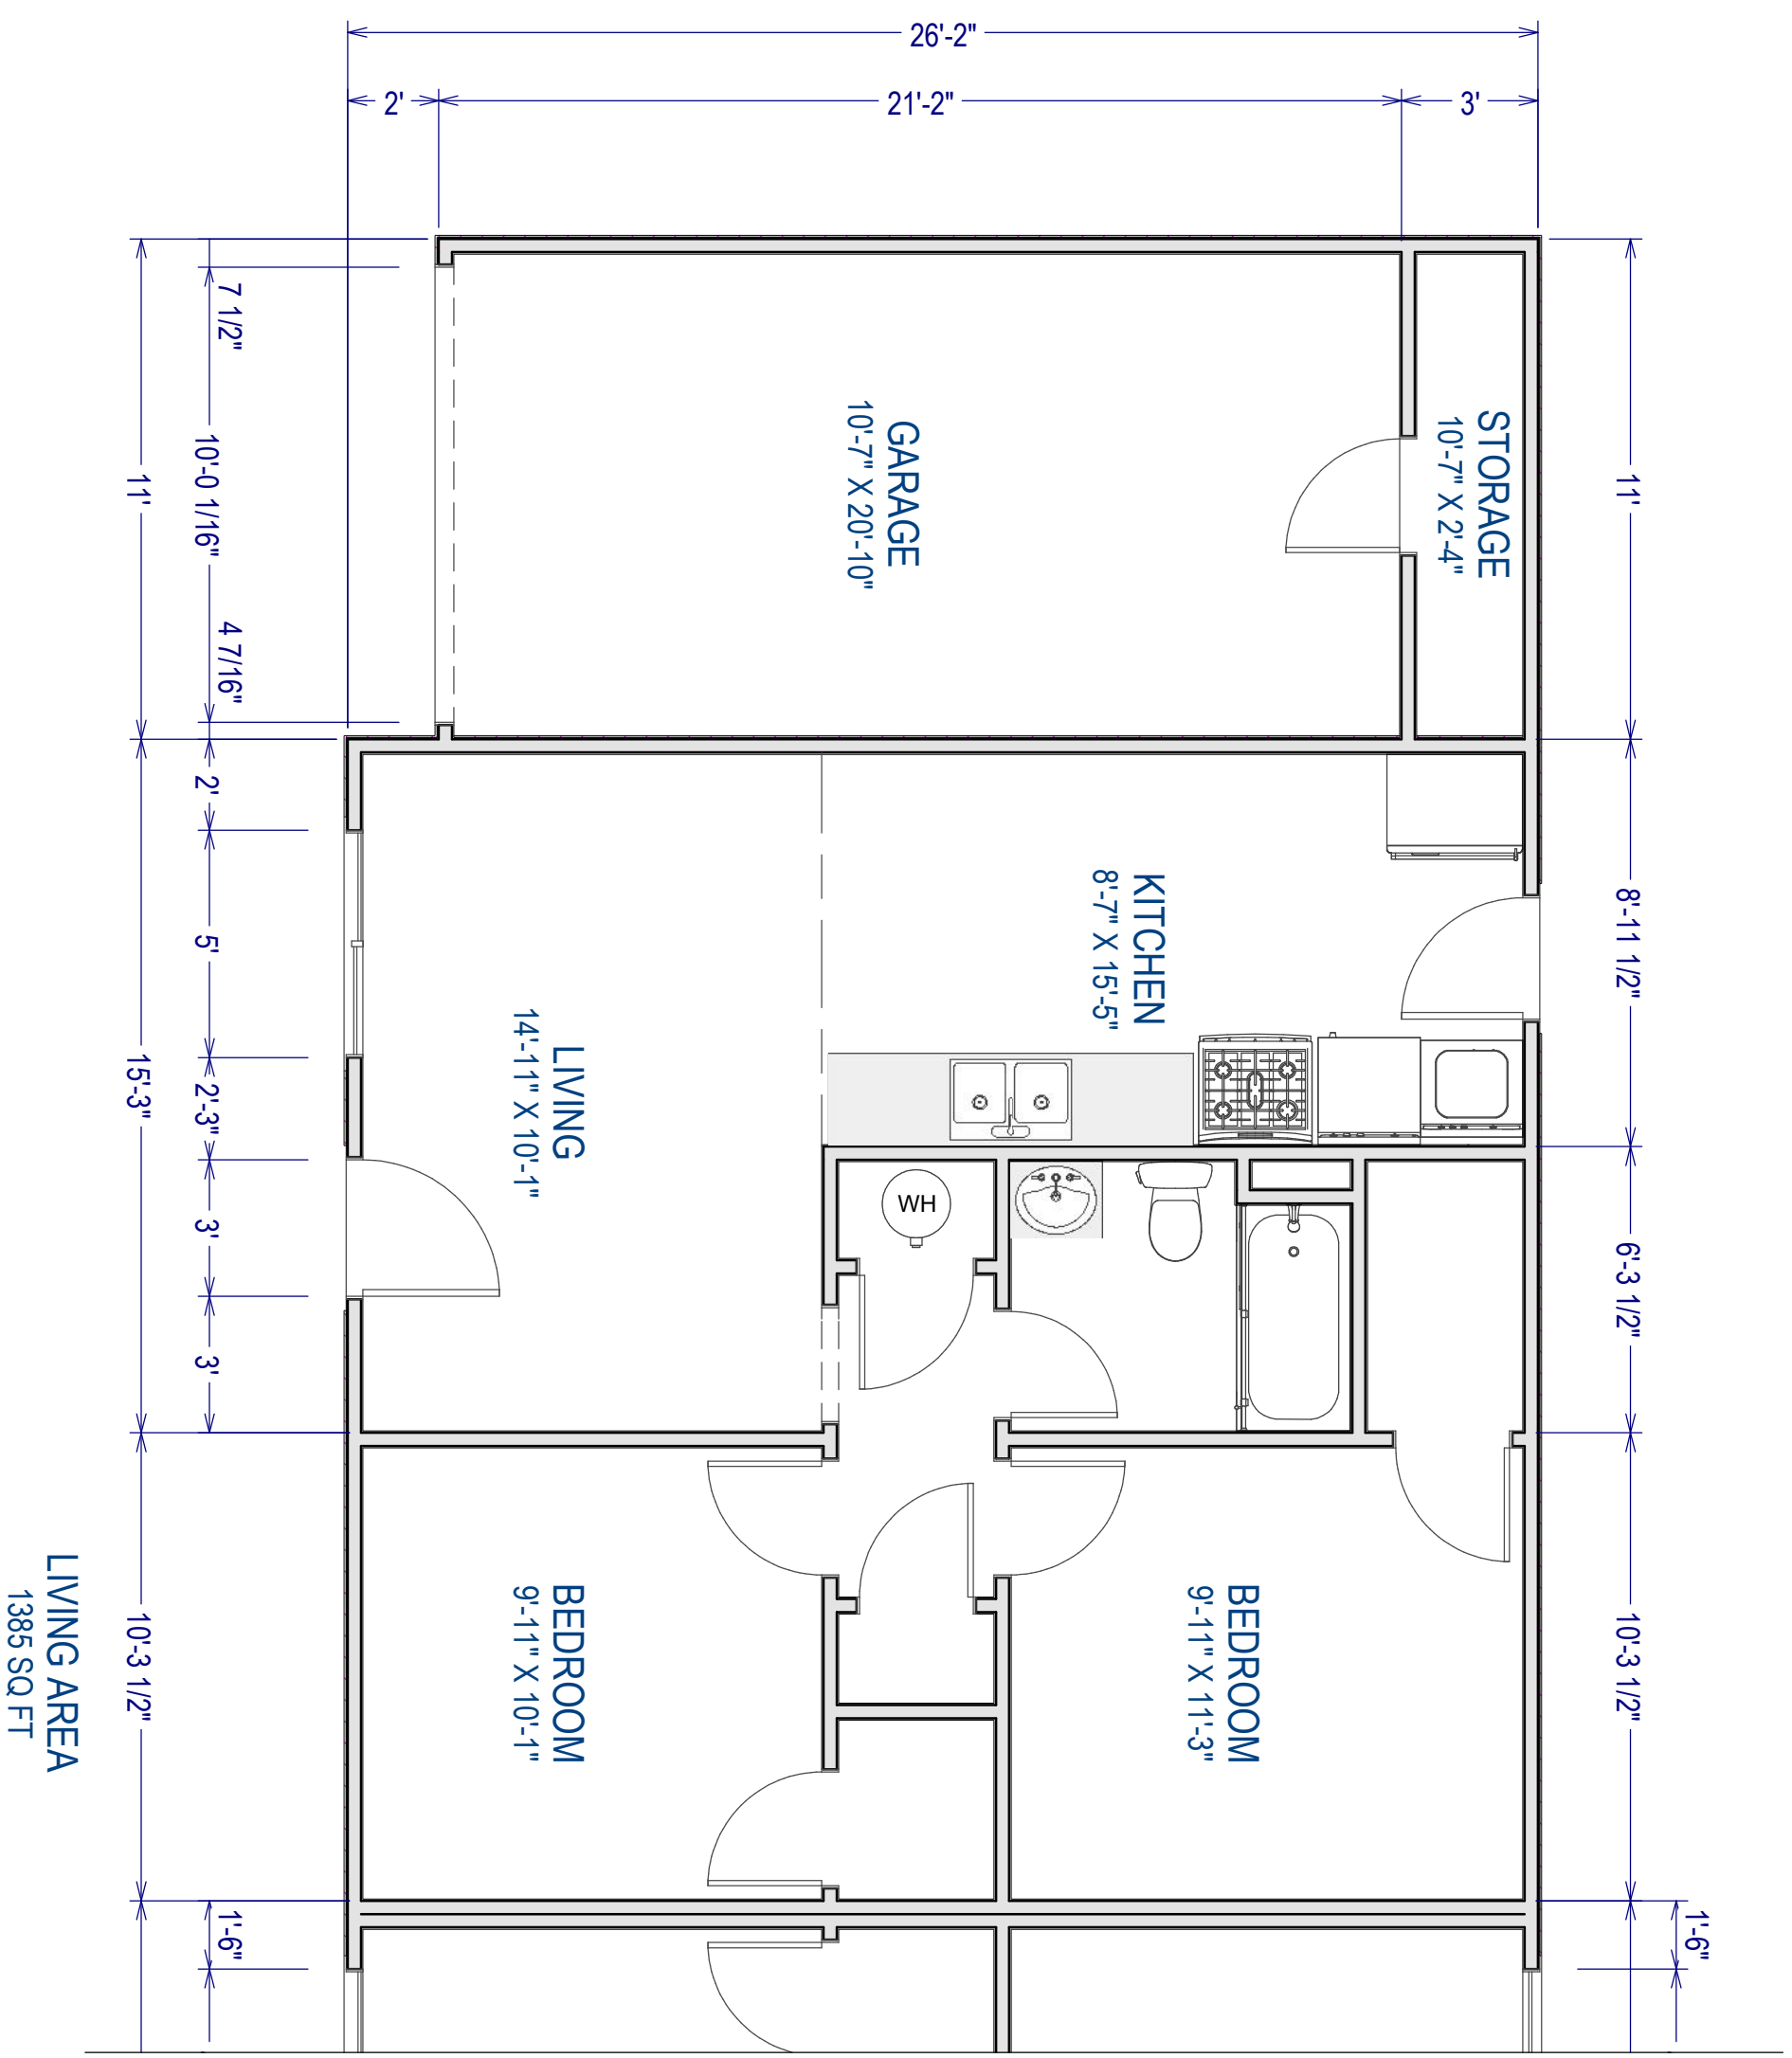 26'-2"
2'
21'-2"
3'
7 1/2"
10'-0 1/16"
4 7/16"
11'
11'
STORAGE
10'-7" X 2'-4"
GARAGE
10'-7" X 20'-10"
2'
5'
2'-3"
3'
3'
15'-3"
8'-11 1/2"
6'-3 1/2"
KITCHEN
8'-7" X 15'-5"
LIVING
14'-11" X 10'-1"
WH
BEDROOM
9'-11" X 10'-1"
BEDROOM
9'-11" X 11'-3"
10'-3 1/2"
10'-3 1/2"
1'-6"
1'-6"
LIVING AREA
1385 SQ FT